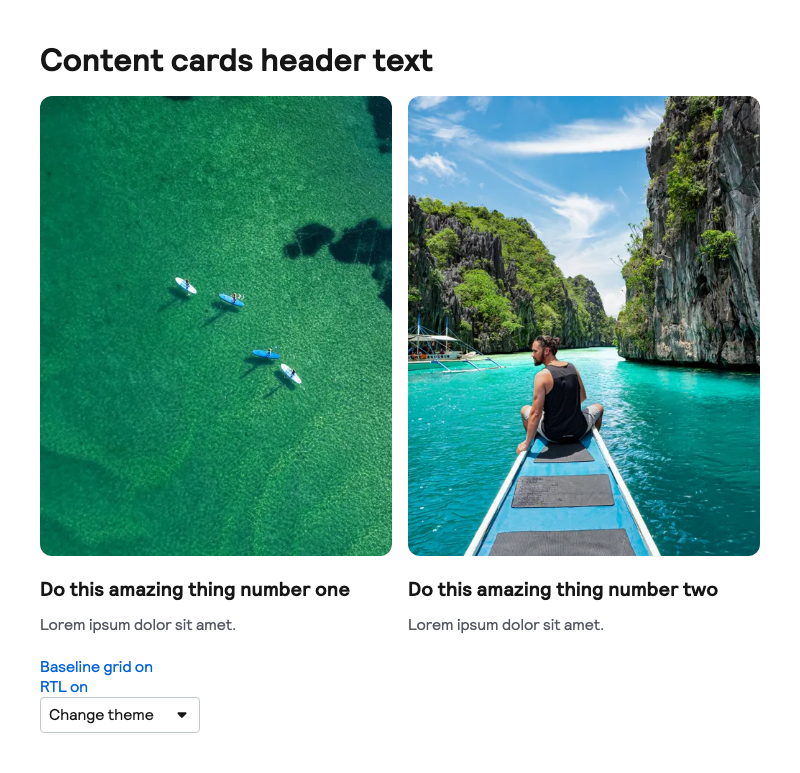 Content cards header text
Do this amazing thing number one
Lorem ipsum dolor sit amet.
Do this amazing thing number two
Lorem ipsum dolor sit amet.
Baseline grid on
RTL on
Change theme